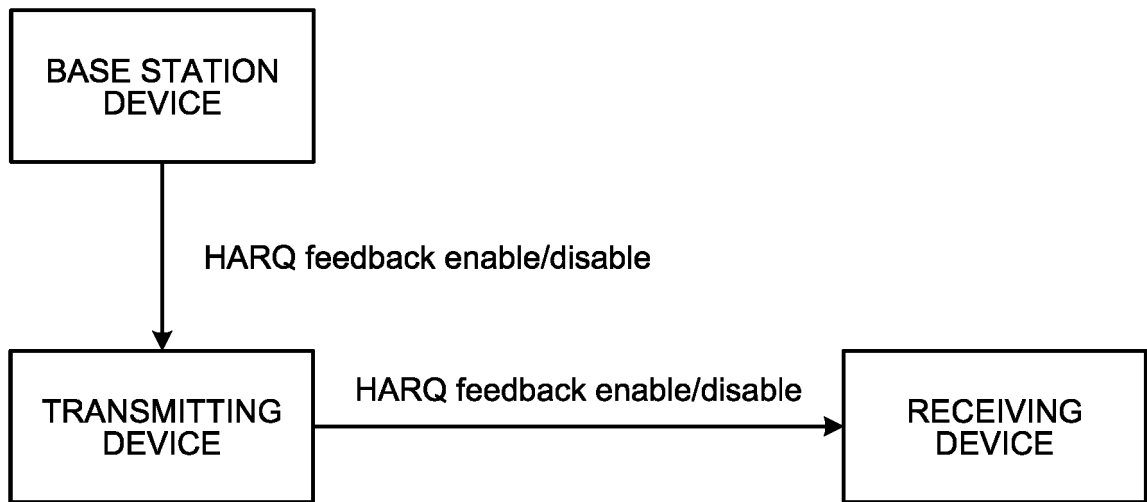 BASE STATION
DEVICE
HARQ feedback enable/disable
TRANSMITTING
DEVICE
HARQ feedback enable/disable
RECEIVING
DEVICE